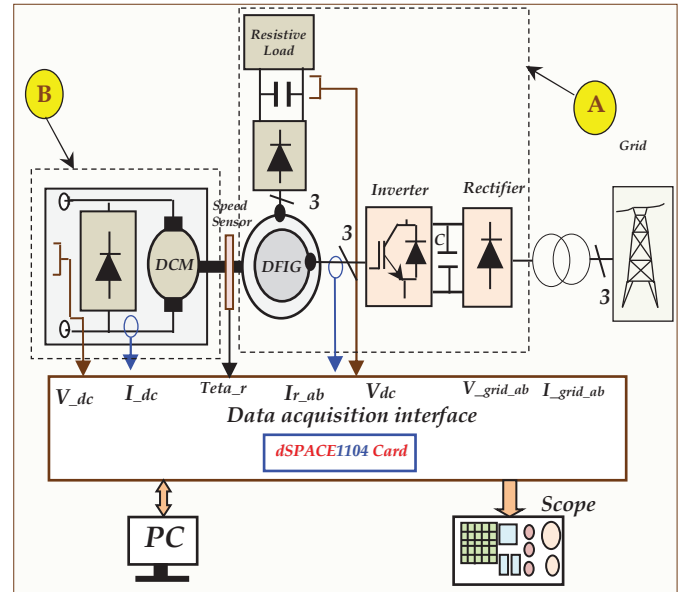 Resistive
Load
B
A
Grid
3
Inverter
Rectifier
Speed
Sensor
3
C
DCM
DFIG
3
V_dc
I_dc
Teta_r
Ir_ab
Vdc
V_grid_ab
I_grid_ab
Data acquisition interface
dSPACE1104 Card
Scope
PC